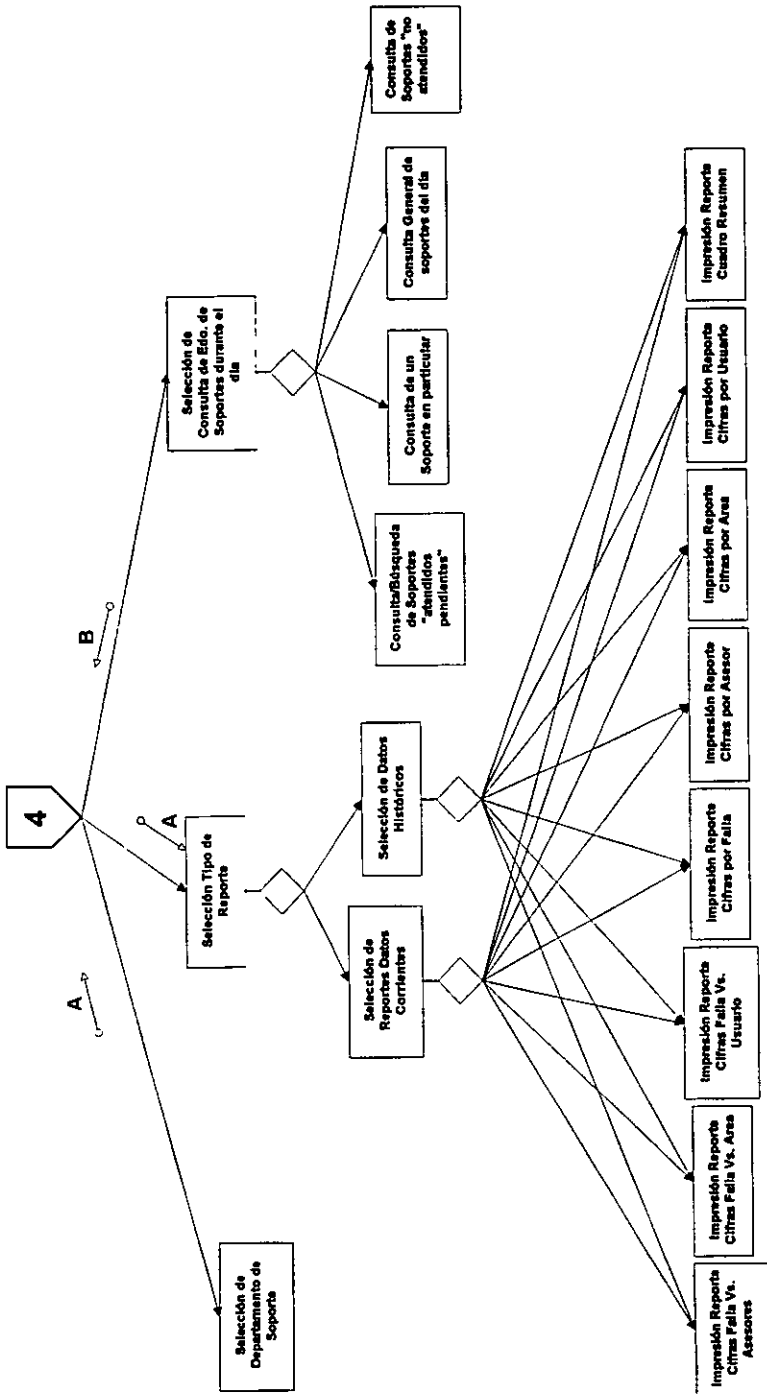 4
A
A
B
Selección de
Departamento de
Soporte
Selección Tipo de
Reporte
Selección de
Consulta de Edo. de
Soportes durante el
día
Selección de
Reportes Datos
Corrientes
Selección de Datos
Históricos
Consulta/Búsqueda
de Soportes
"atendidos
pendientes"
Consulta de un
Soporte en particular
Consulta General de
soportes del día
Consulta de
Soportes "no
atendidos"
Impresión Reporte
Cifras Falla Vs.
Asesores
Impresión Reporte
Cifras Falla Vs. Area
Impresión Reporte
Cifras Falla Vs.
Usuario
Impresión Reporte
Cifras por Falla
Impresión Reporte
Cifras por Asesor
Impresión Reporte
Cifras por Area
Impresión Reporte
Cifras por Usuario
Impresión Reporte
Cuadro Resumen